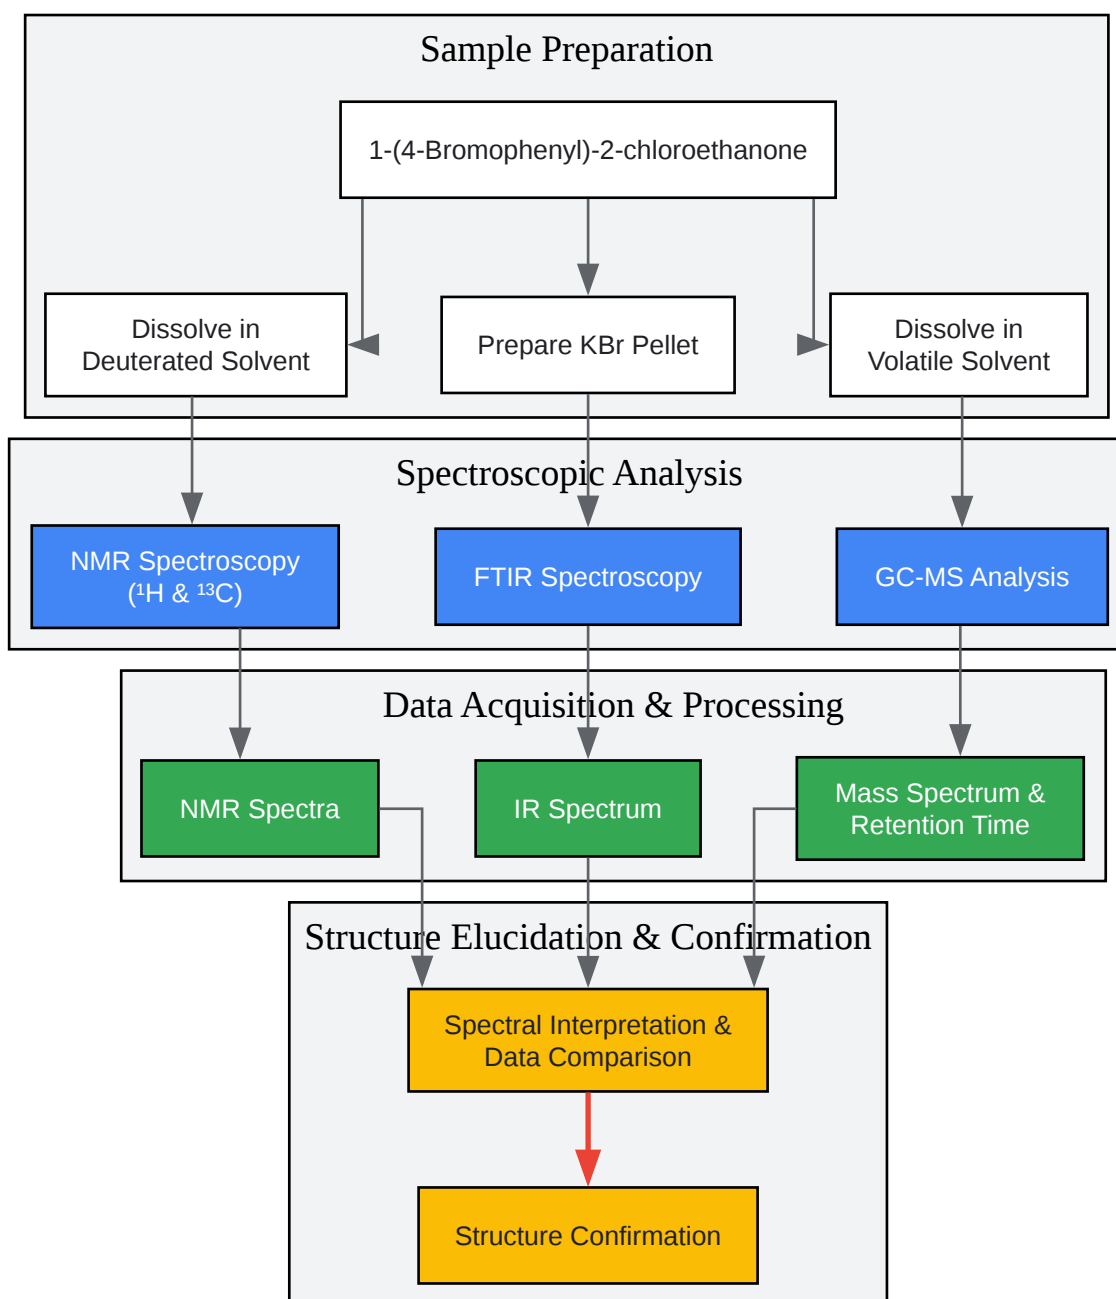 Sample Preparation
1-(4-Bromophenyl)-2-chloroethanone
Dissolve in
Deuterated Solvent
Prepare KBr Pellet
Dissolve in
Volatile Solvent
Spectroscopic Analysis
NMR Spectroscopy
(¹H & ¹³C)
FTIR Spectroscopy
GC-MS Analysis
Data Acquisition & Processing
NMR Spectra
IR Spectrum
Mass Spectrum &
Retention Time
Structure Elucidation & Confirmation
Spectral Interpretation &
Data Comparison
Structure Confirmation